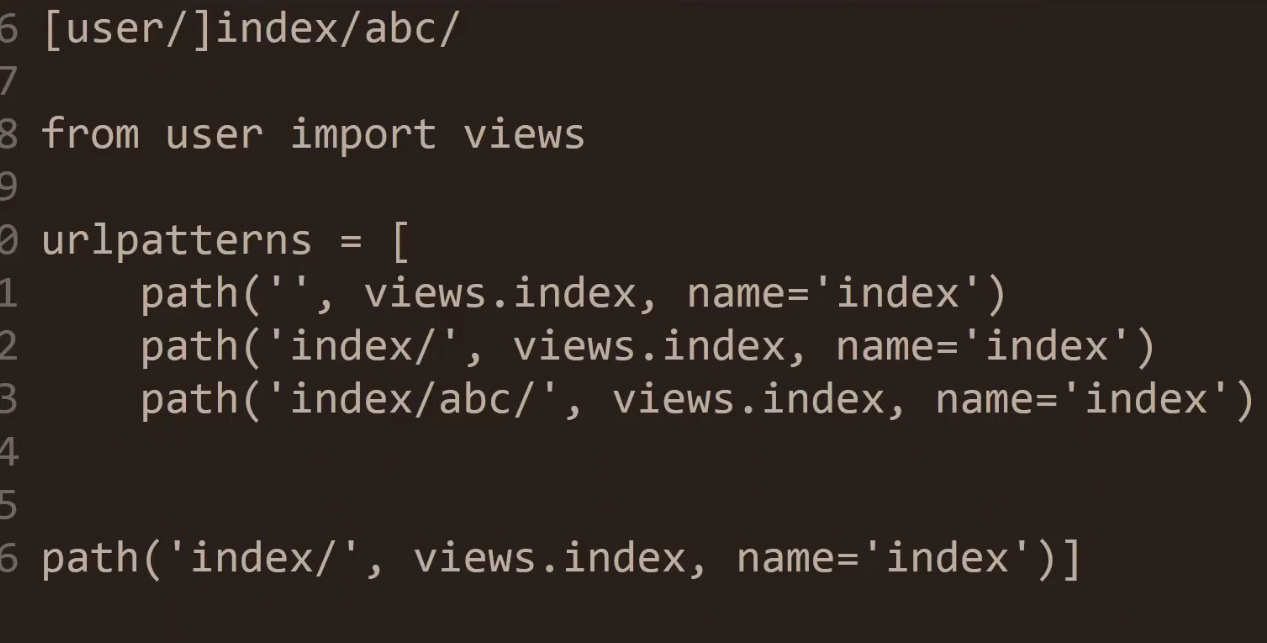 6 [user/]index/abc/
7
8 from user import views
9
0 urlpatterns = [
1     path('', views.index, name='index')
2     path('index/', views.index, name='index')
3     path('index/abc/', views.index, name='index')
4
5
6 path('index/', views.index, name='index')]